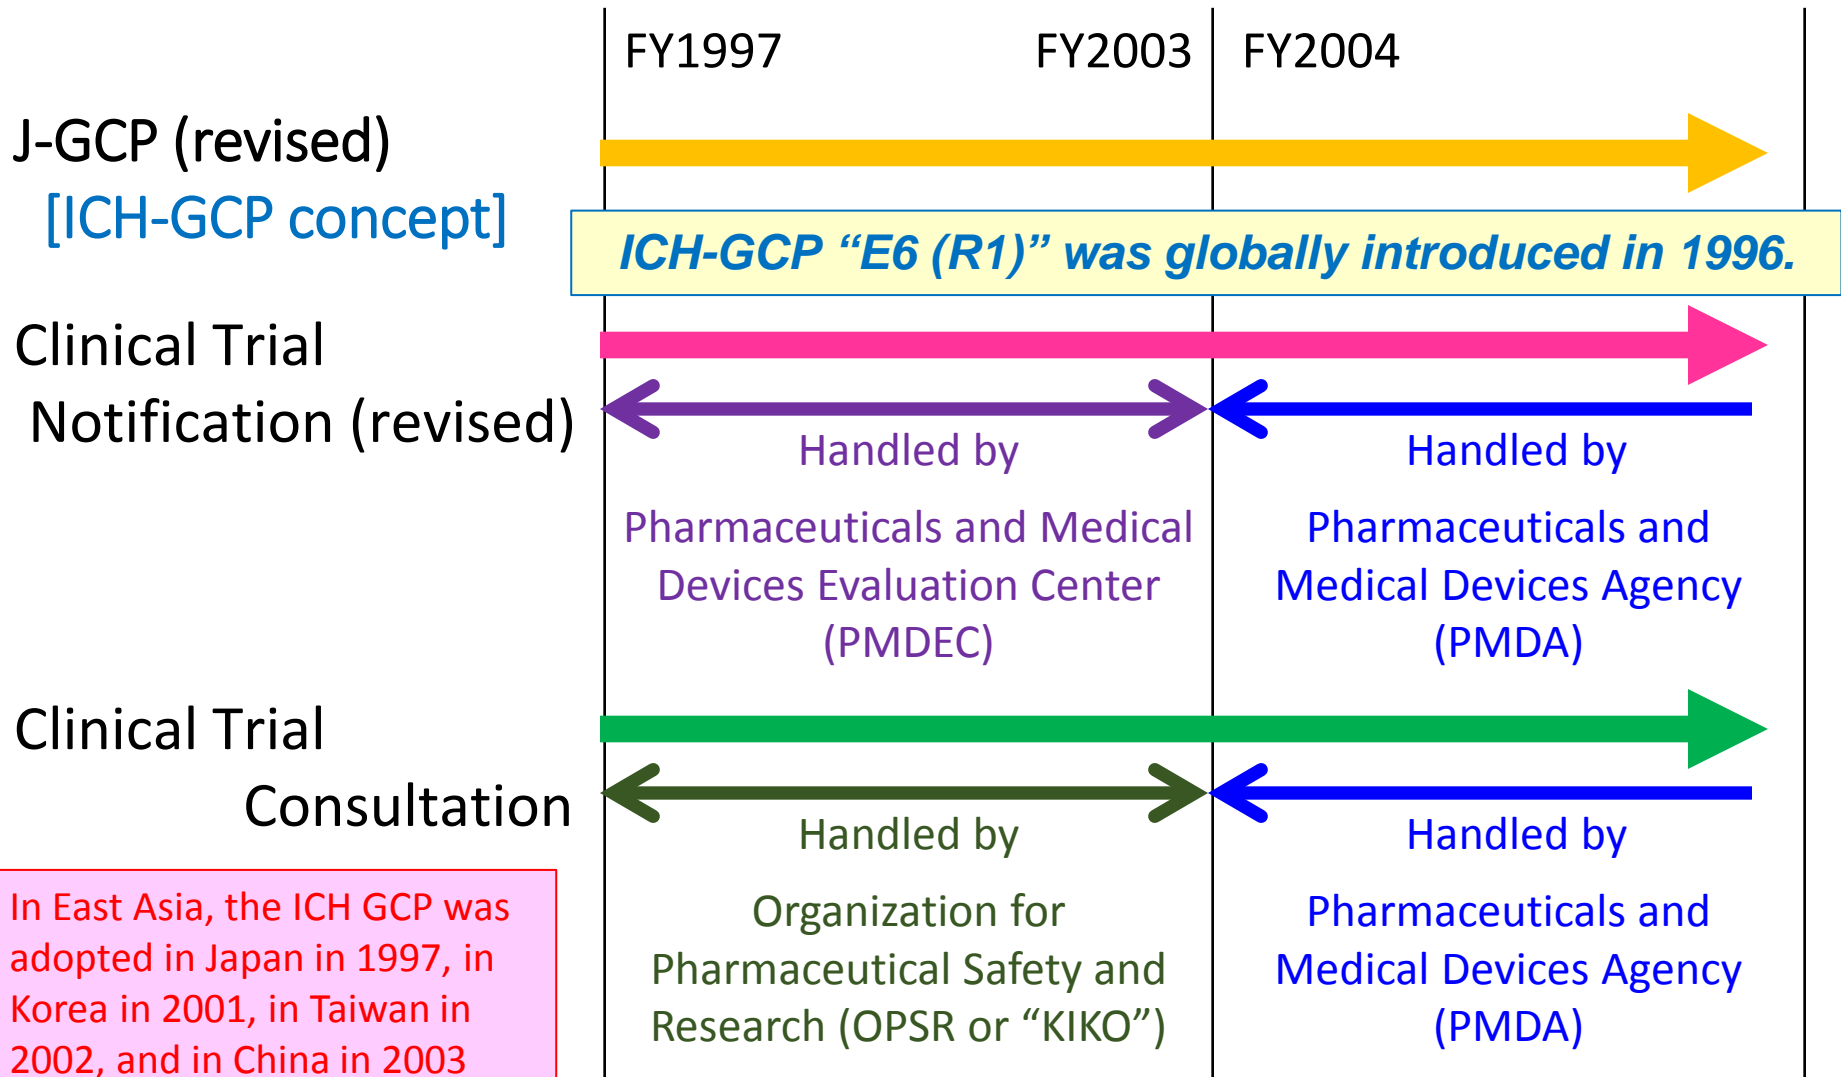 FY1997 FY2003 FY2004
J-GCP (revised)
[ICH-GCP concept]
ICH-GCP “E6 (R1)” was globally introduced in 1996.
Clinical Trial
Notification (revised)
Handled by
Pharmaceuticals and Medical
Devices Evaluation Center
(PMDEC)
Handled by
Pharmaceuticals and
Medical Devices Agency
(PMDA)
Clinical Trial
Consultation
Handled by
Organization for
Pharmaceutical Safety and
Research (OPSR or “KIKO”)
Handled by
Pharmaceuticals and
Medical Devices Agency
(PMDA)
In East Asia, the ICH GCP was
adopted in Japan in 1997, in
Korea in 2001, in Taiwan in
2002, and in China in 2003